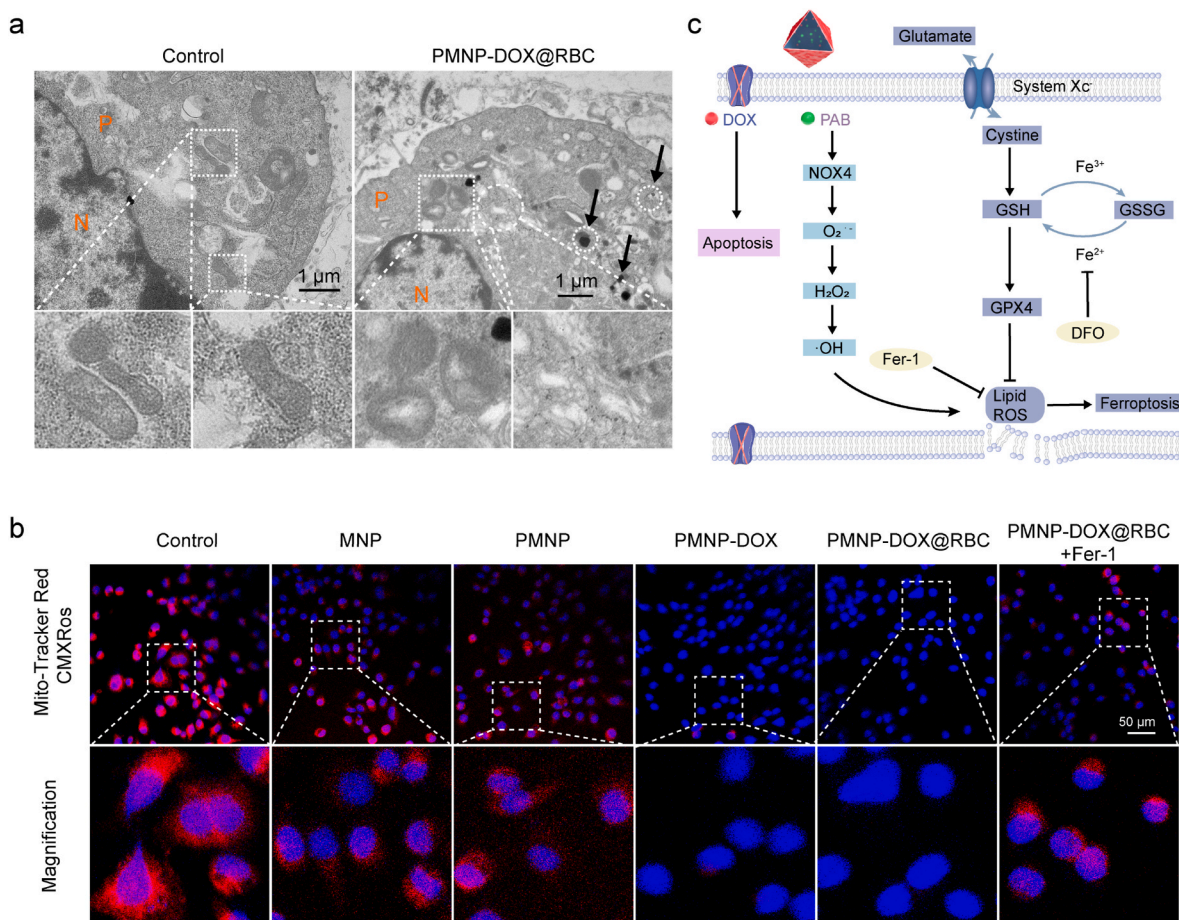 a
Control
PMNP-DOX@RBC
P
N
1 μm
P
N
1 μm
c
Glutamate
System Xc⁻
DOX
PAB
Cystine
NOX4
Fe³⁺
GSH
GSSG
Apoptosis
O₂˙⁻
Fe²⁺
H₂O₂
GPX4
DFO
·OH
Fer-1
Lipid
ROS
Ferroptosis
b
Control
MNP
PMNP
PMNP-DOX
PMNP-DOX@RBC
PMNP-DOX@RBC
+Fer-1
Mito-ito-Tracker Red
CMXRos
50 μm
Magnification